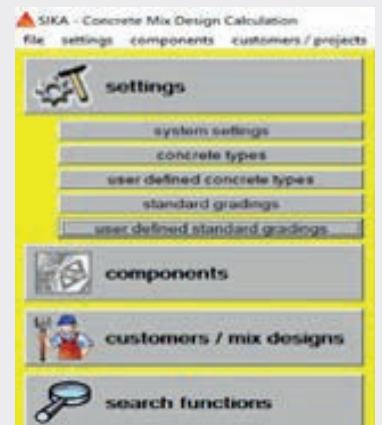 SIKA - Concrete Mix Design Calculation
file settings components customers / projects
settings
system settings
concrete types
user defined concrete types
standard gradings
user defined standard gradings
components
customers / mix designs
search functions